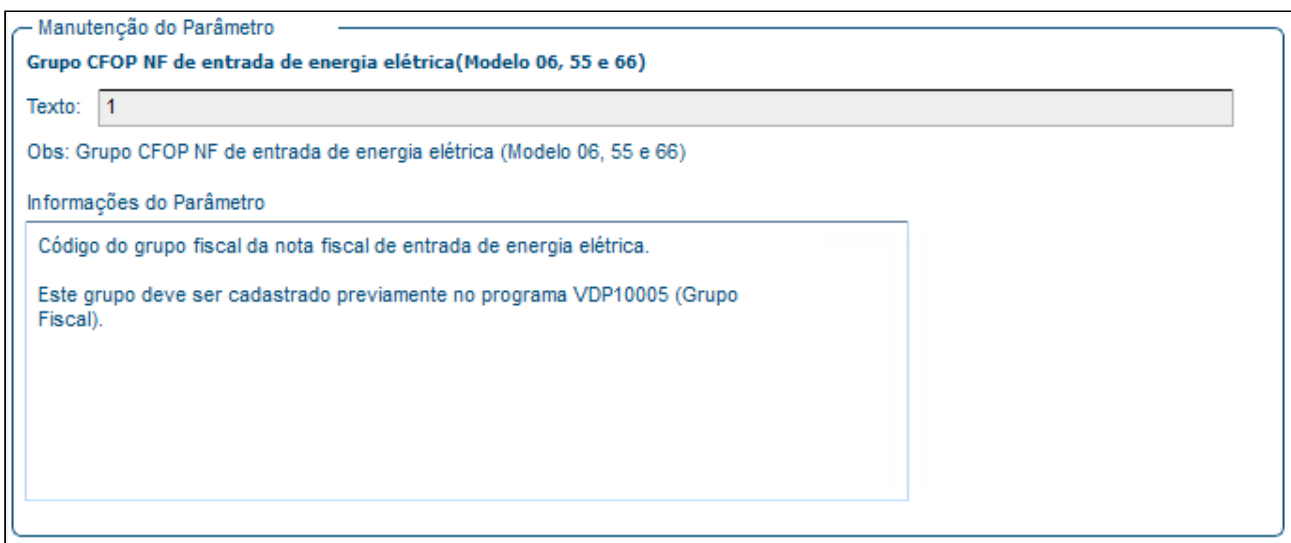 Manutenção do Parâmetro
Grupo CFOP NF de entrada de energia elétrica(Modelo 06, 55 e 66)
Texto: 1
Obs: Grupo CFOP NF de entrada de energia elétrica (Modelo 06, 55 e 66)
Informações do Parâmetro
Código do grupo fiscal da nota fiscal de entrada de energia elétrica.
Este grupo deve ser cadastrado previamente no programa VDP10005 (Grupo
Fiscal).